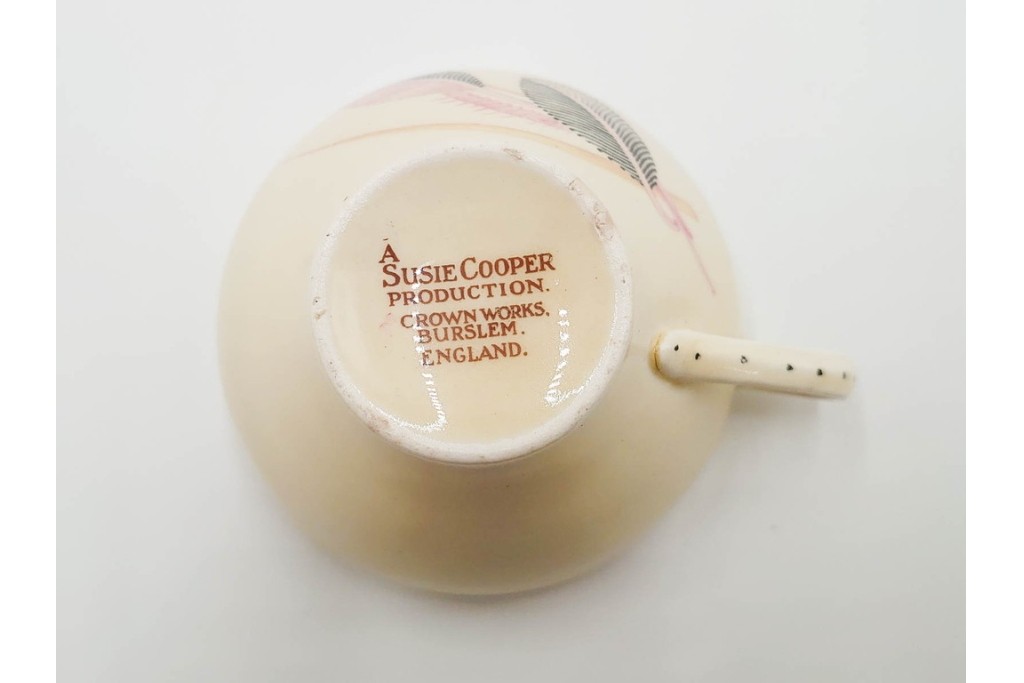 A
SUSIE COOPER
PRODUCTION.
CROWN WORKS,
BURSLEM.
ENGLAND.